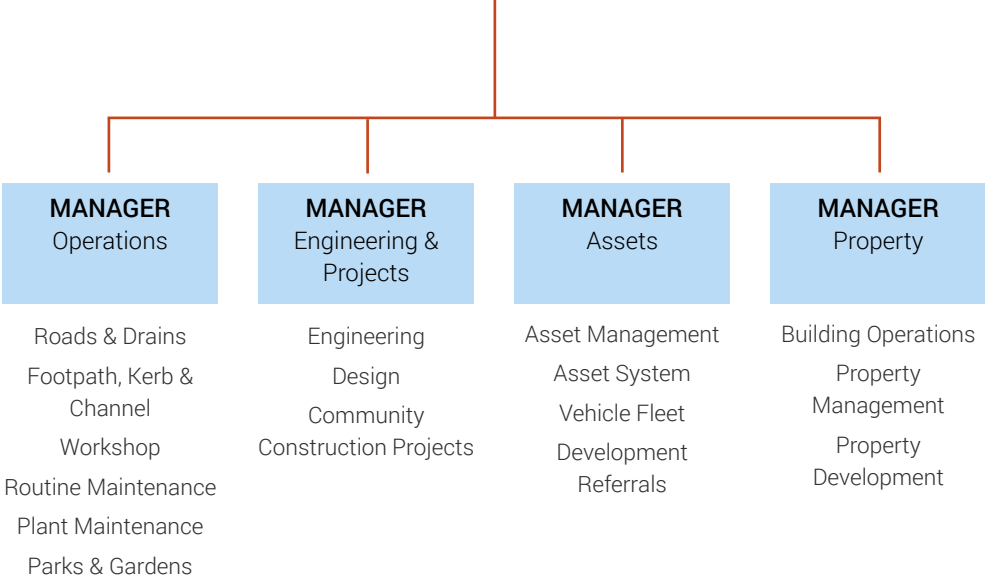 MANAGER
Operations
Roads & Drains
Footpath, Kerb &
Channel
Workshop
Routine Maintenance
Plant Maintenance
Parks & Gardens
MANAGER
Engineering &
Projects
Engineering
Design
Community
Construction Projects
MANAGER
Assets
Asset Management
Asset System
Vehicle Fleet
Development
Referrals
MANAGER
Property
Building Operations
Property
Management
Property
Development